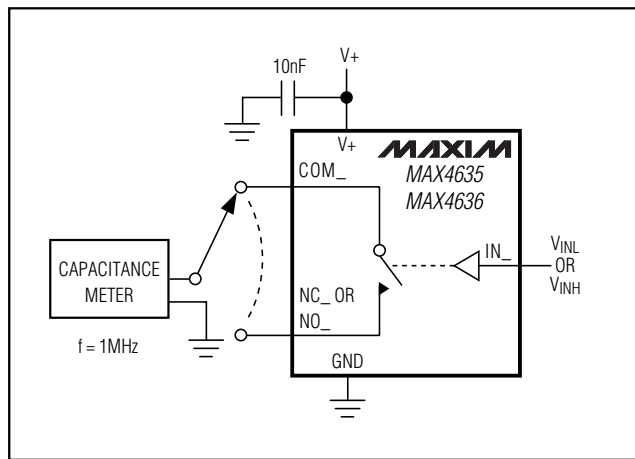 10nF
V+
V+
MAXIM
MAX4635
MAX4636
COM_
IN_
VINL
OR
VINH
CAPACITANCE
METER
NC_ OR
NO_
f = 1MHz
GND